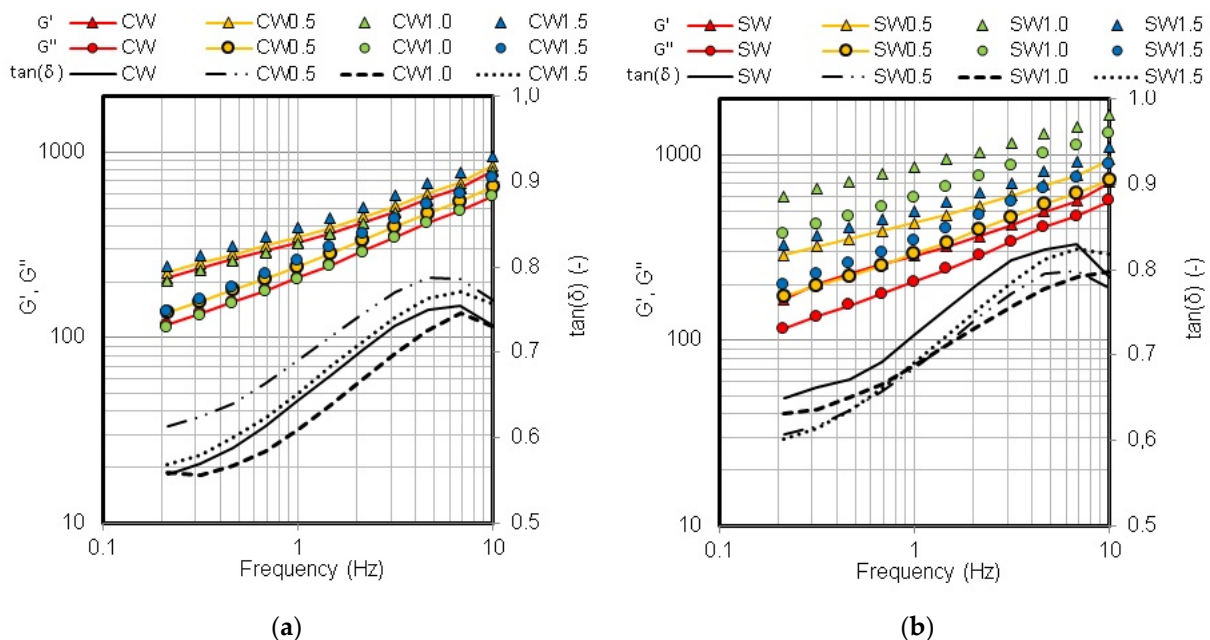 G' CW CW0.5 CW1.0 CW1.5
G'' CW CW0.5 CW1.0 CW1.5
tan(δ) CW CW0.5 CW1.0 CW1.5
1000
100
10
G', G''
1,0
0.9
0.8
0.7
0.6
0.5
tan(δ) (-)
0.1 1 10
Frequency (Hz)
(a)
G' SW SW0.5 SW1.0 SW1.5
G'' SW SW0.5 SW1.0 SW1.5
tan(δ) SW SW0.5 SW1.0 SW1.5
1000
100
10
G', G''
1,0
0.9
0.8
0.7
0,6
0.5
tan(δ) (-)
0.1 1 10
Frequency (Hz)
(b)